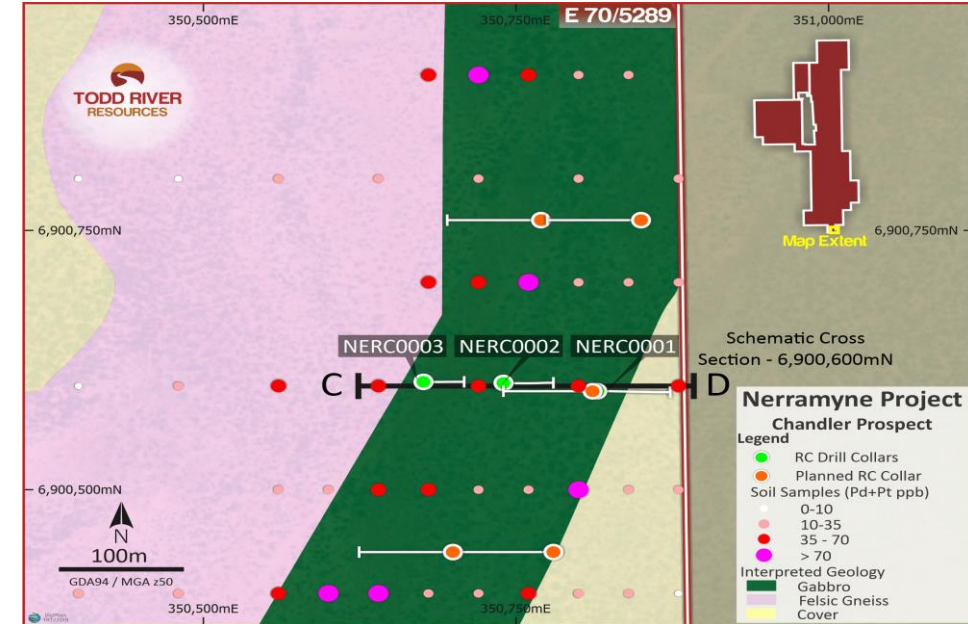 350,500mE
350,750mE
351,000mE
E 70/5289
TODD RIVER
RESOURCES
6,900,750mN
6,900,750mN
Map Extent
NERC0003
NERC0002
NERC0001
Schematic Cross
Section - 6,900,600mN
C
D
Nerramyne Project
Chandler Prospect
Legend
RC Drill Collars
Planned RC Collar
Soil Samples (Pd+Pt ppb)
0-10
10-35
35 - 70
> 70
Interpreted Geology
Gabbro
Felsic Gneiss
Cover
6,900,500mN
N
100m
GDA94 / MGA z50
350,500mE
350,750mE